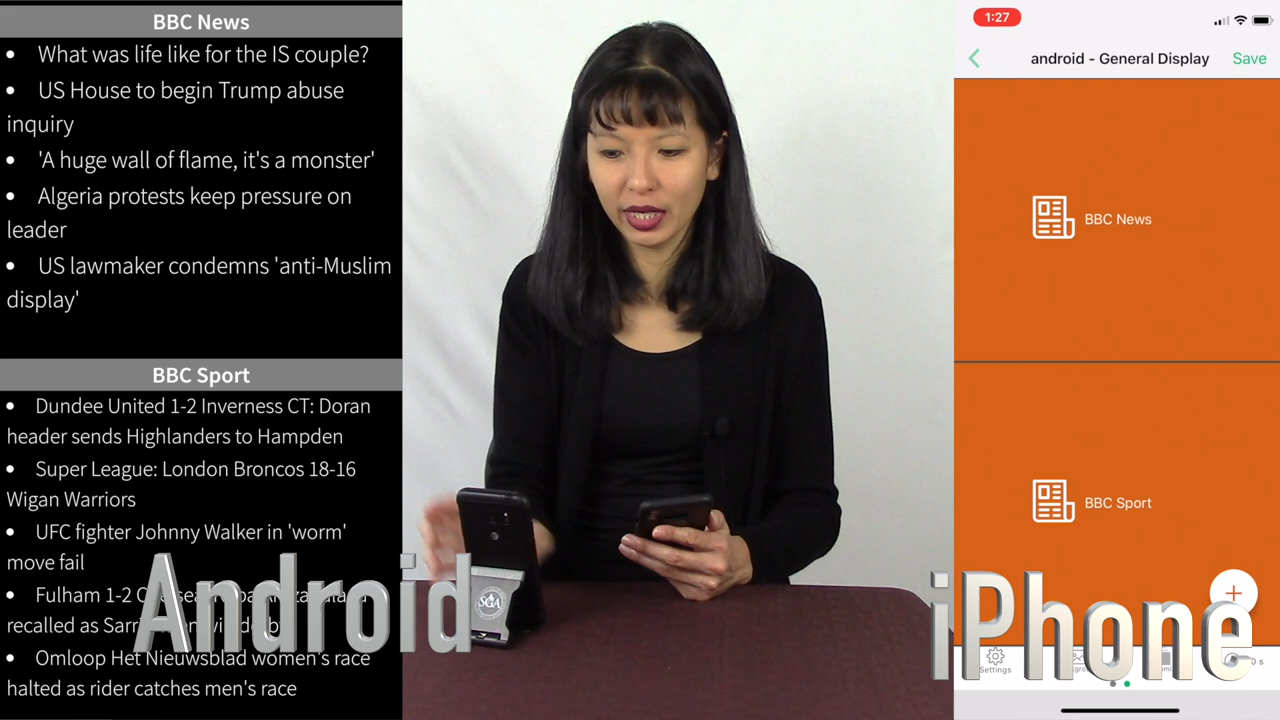 BBC News
• What was life like for the IS couple?
• US House to begin Trump abuse
inquiry
• 'A huge wall of flame, it's a monster'
• Algeria protests keep pressure on
leader
• US lawmaker condemns 'anti-Muslim
display'
BBC Sport
• Dundee United 1-2 Inverness CT: Doran
header sends Highlanders to Hampden
• Super League: London Broncos 18-16
Wigan Warriors
• UFC fighter Johnny Walker in 'worm'
move fail
• Fulham 1-2
recalled as
• Omloop Het Nieuwsblad women's race
halted as rider catches men's race
Android
SGA
1:27
android - General Display
Save
BBC News
BBC Sport
+
Settings
iPhone